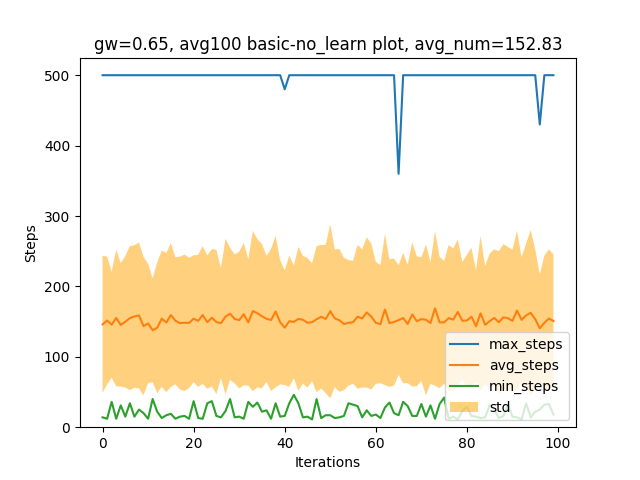 gw=0.65, avg100 basic-no_learn plot, avg_num=152.83
500
400
300
200
100
0
Steps
max_steps
avg_steps
min_steps
std
0
20
40
60
80
100
Iterations